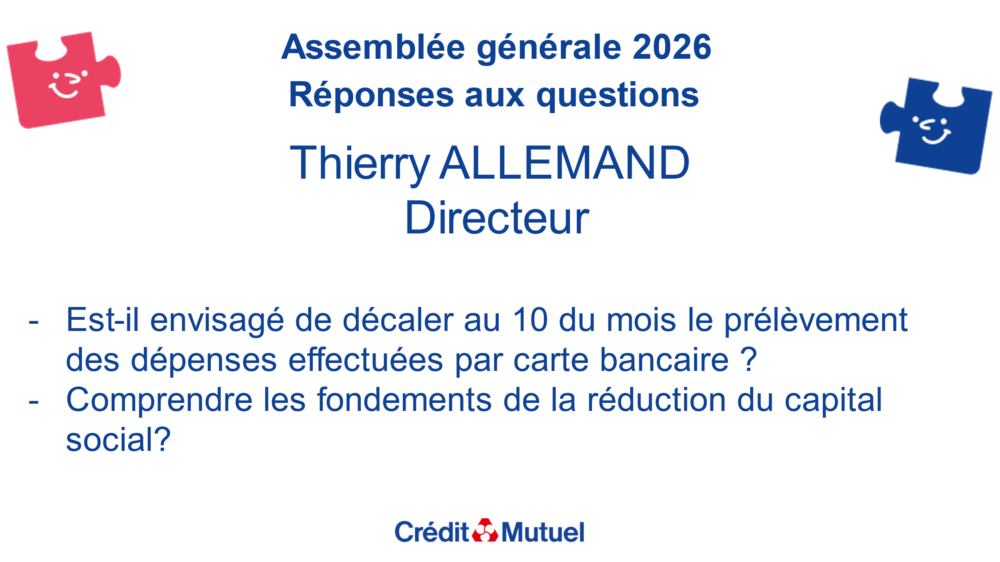 Assemblée générale 2026
Réponses aux questions
Thierry ALLEMAND
Directeur
- Est-il envisagé de décaler au 10 du mois le prélèvement
des dépenses effectuées par carte bancaire ?
- Comprendre les fondements de la réduction du capital
social?
Crédit Mutuel